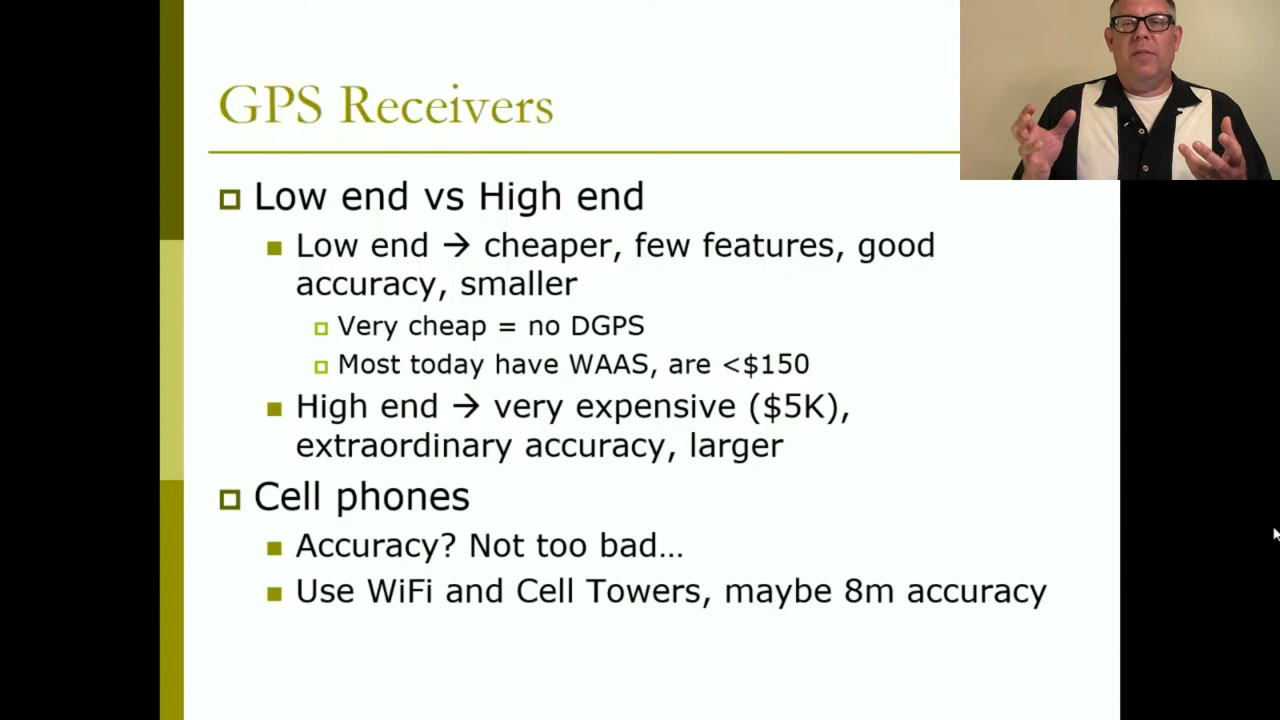 GPS Receivers
Low end vs High end
Low end → cheaper, few features, good
accuracy, smaller
Very cheap = no DGPS
Most today have WAAS, are <$150
High end → very expensive ($5K),
extraordinary accuracy, larger
Cell phones
Accuracy? Not too bad…
Use WiFi and Cell Towers, maybe 8m accuracy